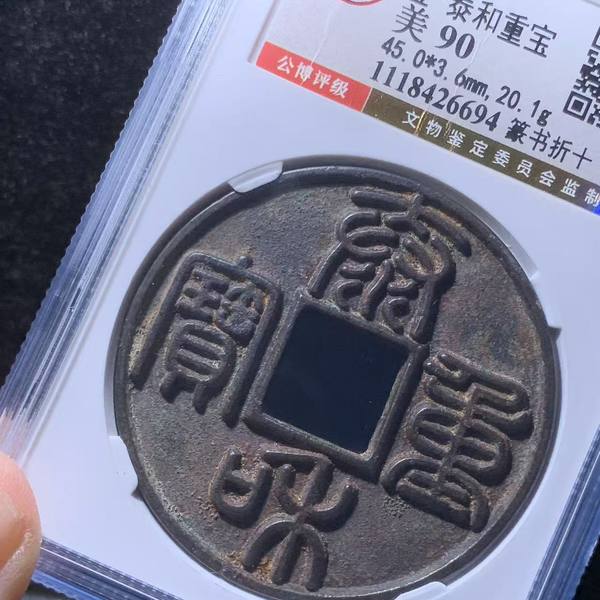 泰和重宝
美 90
45.0*3.6mm, 20.1g
1118426694 篆书折十
公博评级
文物鉴定委员会监制
泰和重寶